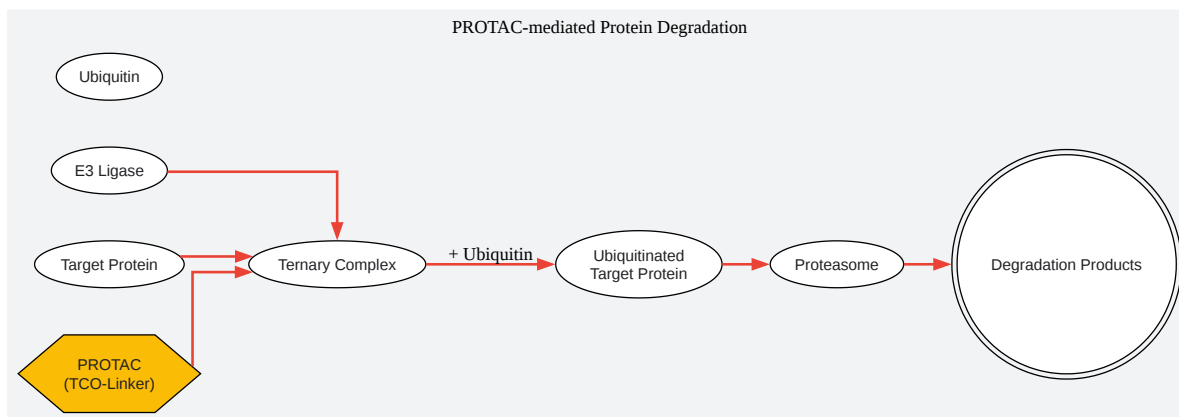 PROTAC-mediated Protein Degradation
Ubiquitin
E3 Ligase
Target Protein
Ternary Complex
+ Ubiquitin
Ubiquitinated
Target Protein
Proteasome
Degradation Products
PROTAC
(TCO-Linker)